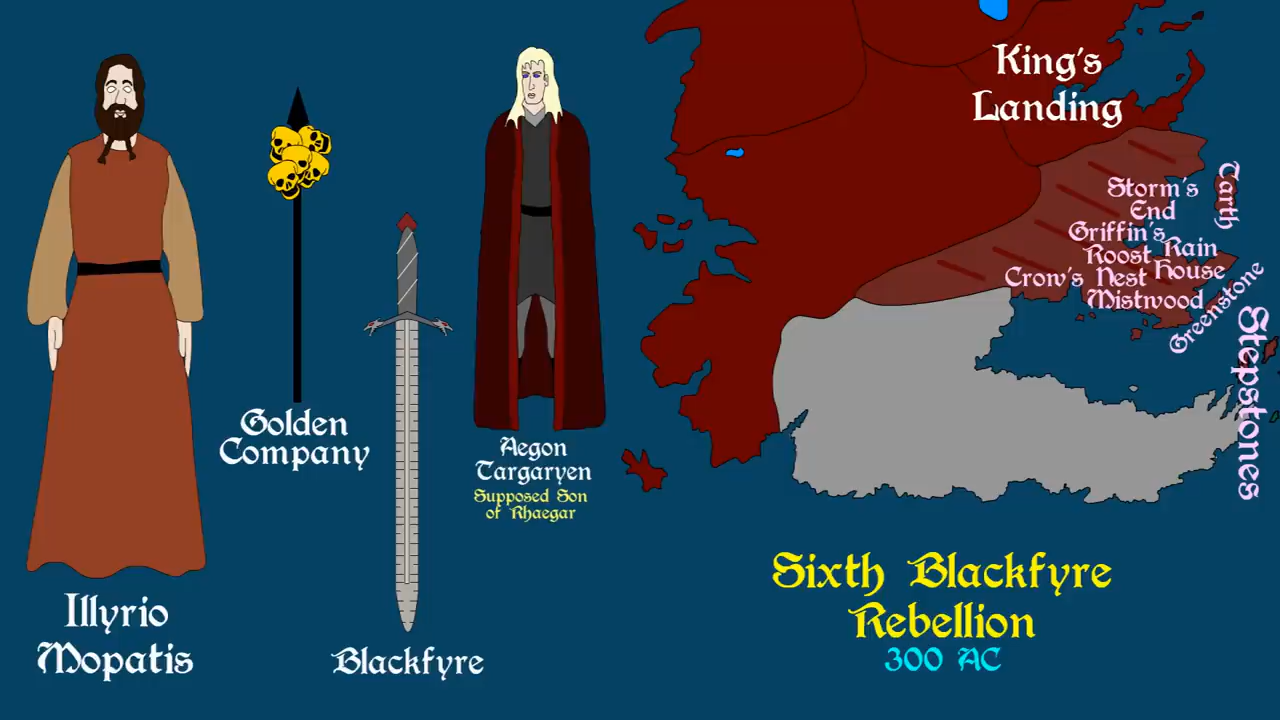 King's
Landing
Storm's
End
Tarth
Griffin's
Roost
Rain
House
Crow's Nest
Mistwood
Greenstone
Stepstones
Golden
Company
Aegon
Targaryen
Supposed Son
of Rhaegar
Illyrio
Mopatis
Blackfyre
Sixth Blackfyre
Rebellion
300 AC